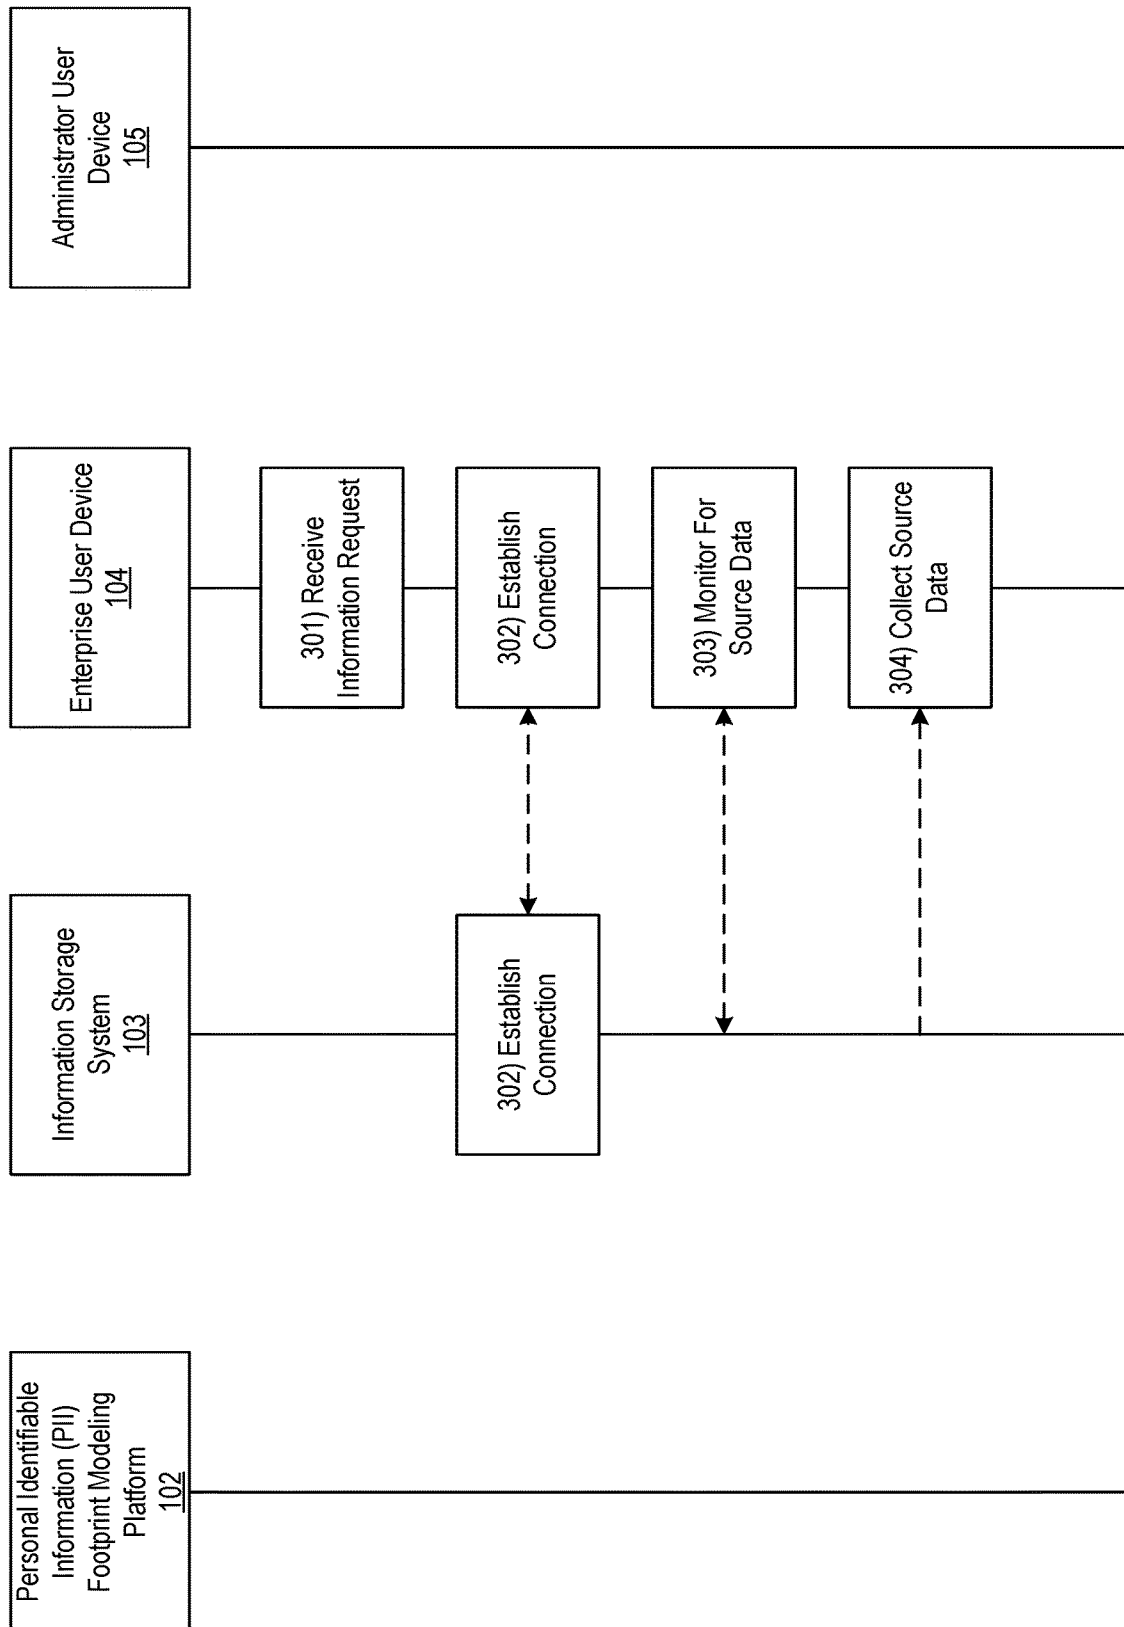 Personal Identifiable
Information (PII)
Footprint Modeling
Platform
102
Information Storage
System
103
Enterprise User Device
104
Administrator User
Device
105
301) Receive
Information Request
302) Establish
Connection
302) Establish
Connection
303) Monitor For
Source Data
304) Collect Source
Data